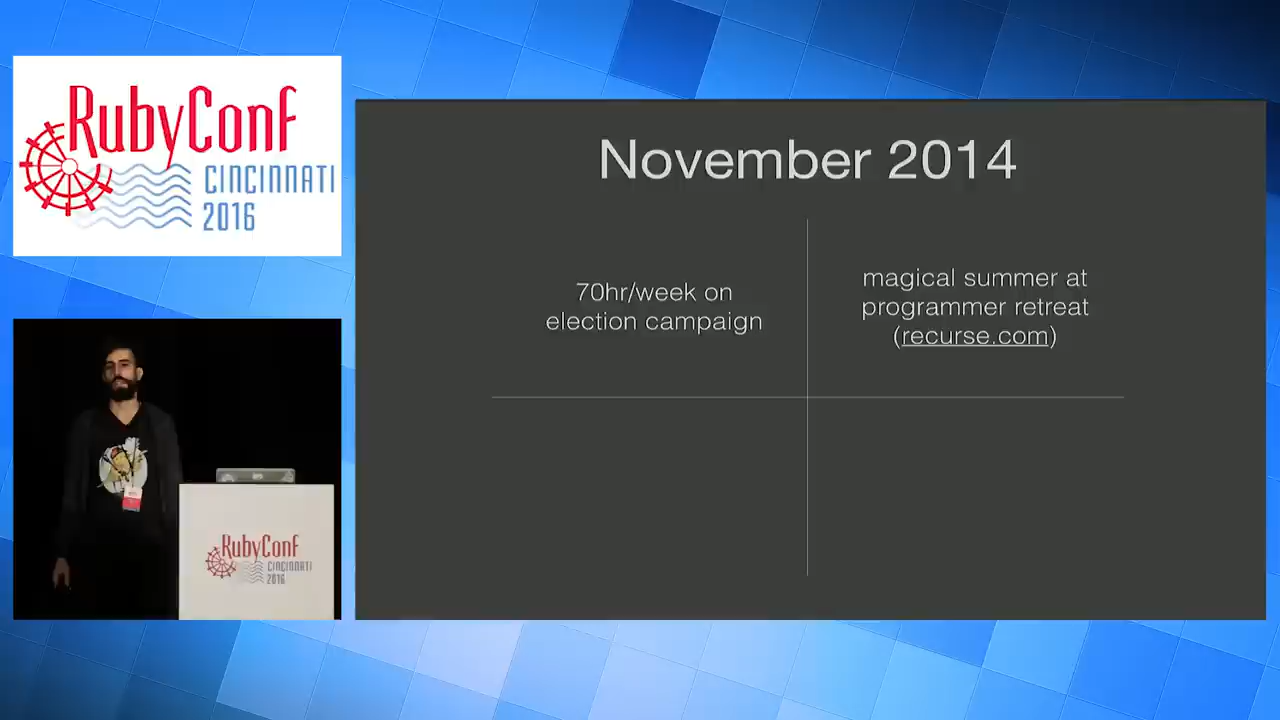 RubyConf
CINCINNATI
2016
November 2014
70hr/week on
election campaign
magical summer at
programmer retreat
(recurse.com)
RubyConf
CINCINNATI
2016